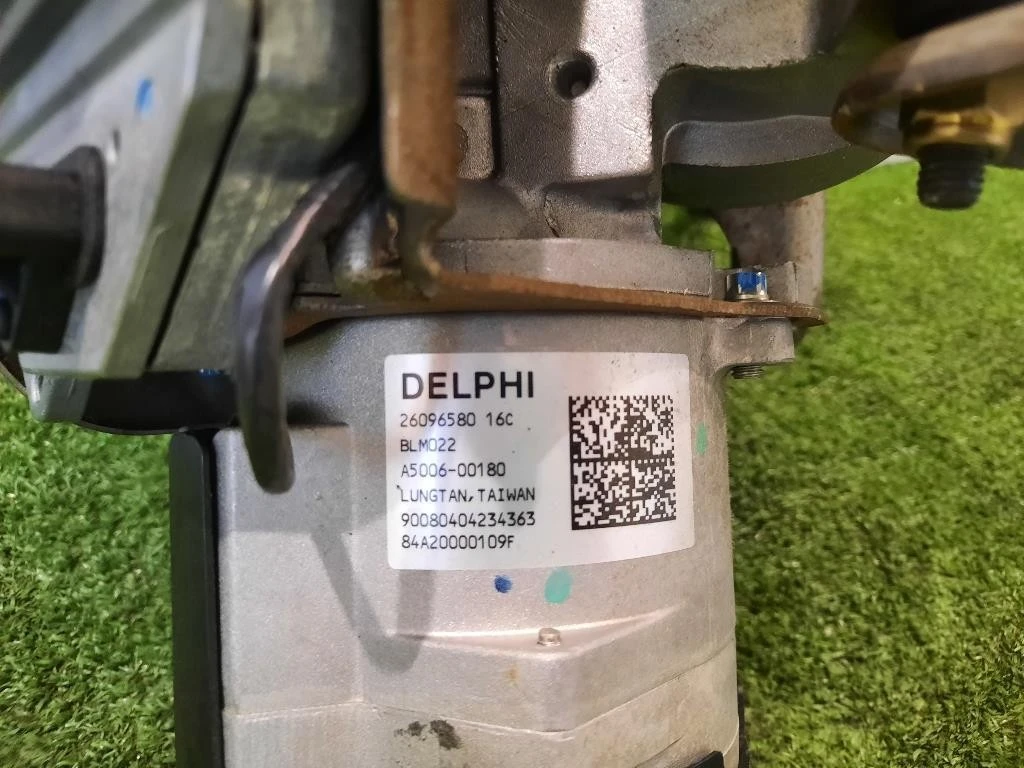 DELPHI
26096580 16C
BLM022
A5006-00180
LUNGTAN, TAIWAN
90080404234363
84A20000109F